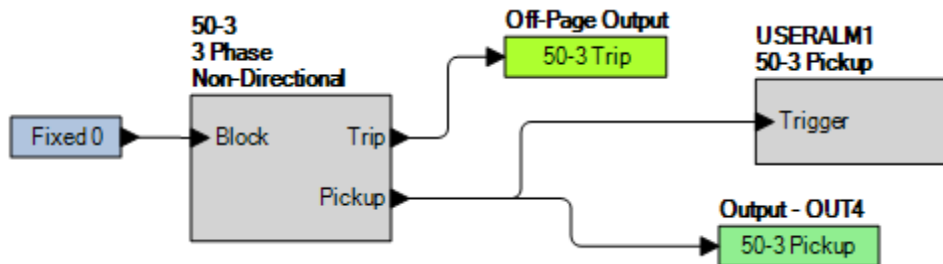 50-3
3 Phase
Non-Directional
Fixed 0
Block
Trip
Pickup
Off-Page Output
50-3 Trip
USERALM1
50-3 Pickup
Trigger
Output - OUT4
50-3 Pickup